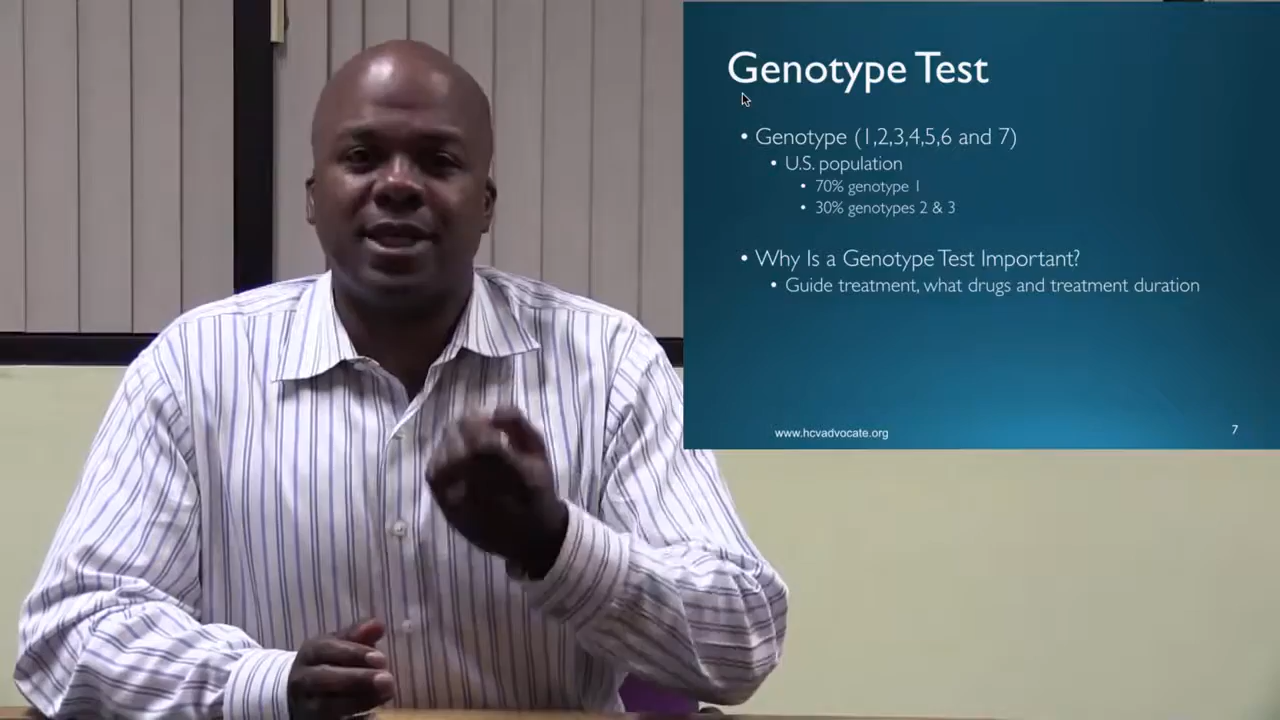 Genotype Test
• Genotype (1,2,3,4,5,6 and 7)
• U.S. population
• 70% genotype 1
• 30% genotypes 2 & 3
• Why Is a Genotype Test Important?
• Guide treatment, what drugs and treatment duration
www.hcvadvocate.org
7